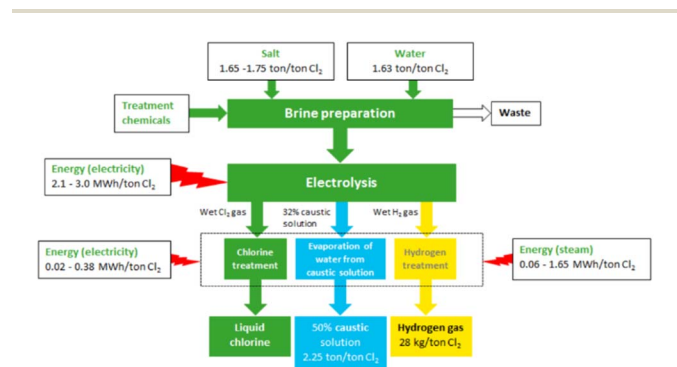 Salt
1.65 -1.75 ton/ton Cl₂
Water
1.63 ton/ton Cl₂
Treatment
chemicals
Brine preparation
Waste
Energy (electricity)
2.1 - 3.0 MWh/ton Cl₂
Electrolysis
Wet Cl₂ gas
32% caustic
solution
Wet H₂ gas
Energy (electricity)
0.02 - 0.38 MWh/ton Cl₂
Chlorine
treatment
Evaporation of
water from
caustic solution
Hydrogen
treatment
Energy (steam)
0.06 - 1.65 MWh/ton Cl₂
Liquid
chlorine
50% caustic
solution
2.25 ton/ton Cl₂
Hydrogen gas
28 kg/ton Cl₂